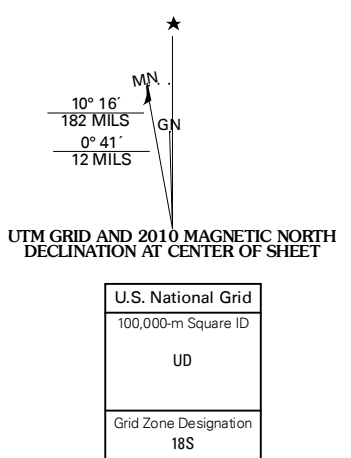 MN
10° 16´
182 MILS
GN
0° 41´
12 MILS
UTM GRID AND 2010 MAGNETIC NORTH
DECLINATION AT CENTER OF SHEET
U.S. National Grid
100,000-m Square ID
UD
Grid Zone Designation
18S